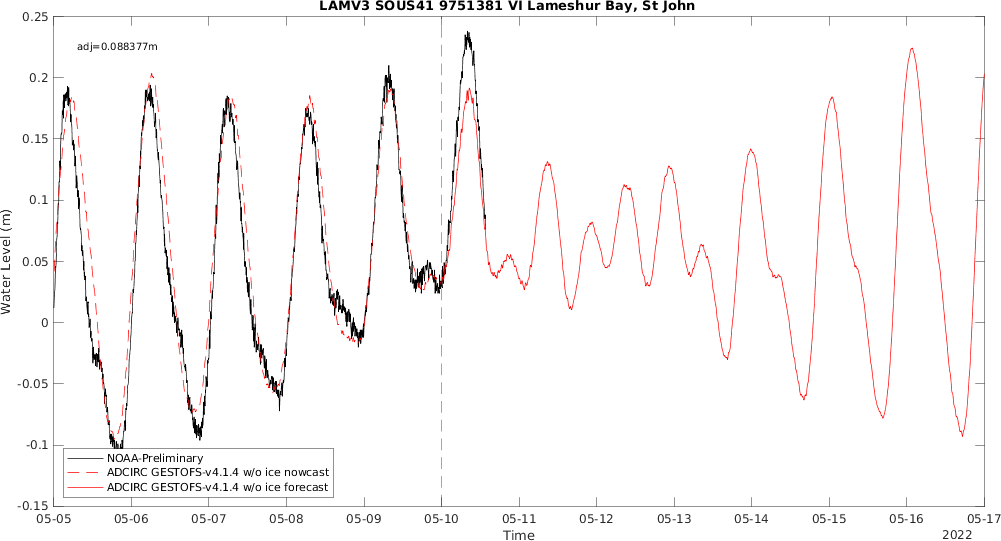 LAMV3 SOUS41 9751381 VI Lameshur Bay, St John
adj=0.088377m
0.25
0.2
0.15
0.1
0.05
0
-0.05
-0.1
-0.15
Water Level (m)
NOAA-Preliminary
ADCIRC GESTOFS-v4.1.4 w/o ice nowcast
ADCIRC GESTOFS-v4.1.4 w/o ice forecast
05-05 05-06 05-07 05-08 05-09 05-10 05-11 05-12 05-13 05-14 05-15 05-16 05-17
Time
2022